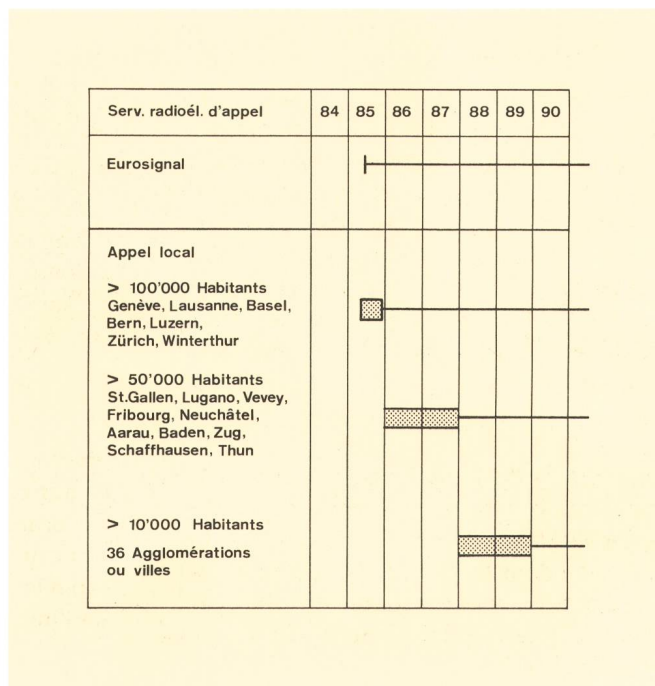 Serv. radioél. d'appel 84 85 86 87 88 89 90
Eurosignal
Appel local
> 100'000 Habitants
Genève, Lausanne, Basel,
Bern, Luzern,
Zürich, Winterthur
> 50'000 Habitants
St.Gallen, Lugano, Vevey,
Fribourg, Neuchâtel,
Aarau, Baden, Zug,
Schaffhausen, Thun
> 10'000 Habitants
36 Agglomérations
ou villes